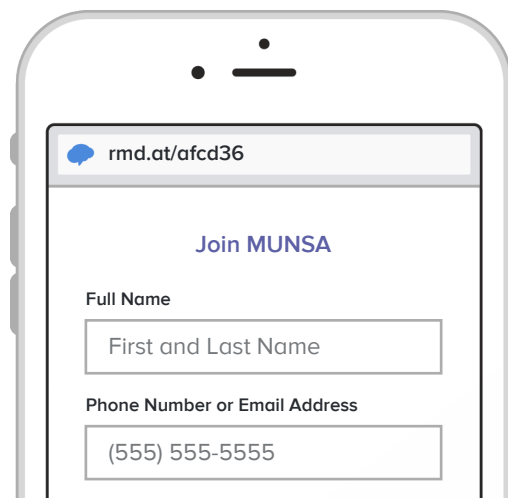 rmd.at/afcd36
Join MUNSA
Full Name
First and Last Name
Phone Number or Email Address
(555) 555-5555